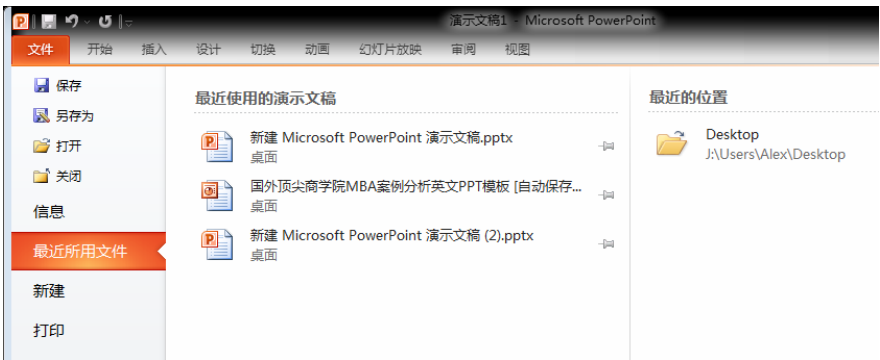 演示文稿1 - Microsoft PowerPoint
文件 开始 插入 设计 切换 动画 幻灯片放映 审阅 视图
保存
另存为
打开
关闭
信息
最近所用文件
新建
打印
最近使用的演示文稿
新建 Microsoft PowerPoint 演示文稿.pptx
桌面
国外顶尖商学院MBA案例分析英文PPT模板 [自动保存...
桌面
新建 Microsoft PowerPoint 演示文稿 (2).pptx
桌面
最近的位置
Desktop
J:\Users\Alex\Desktop